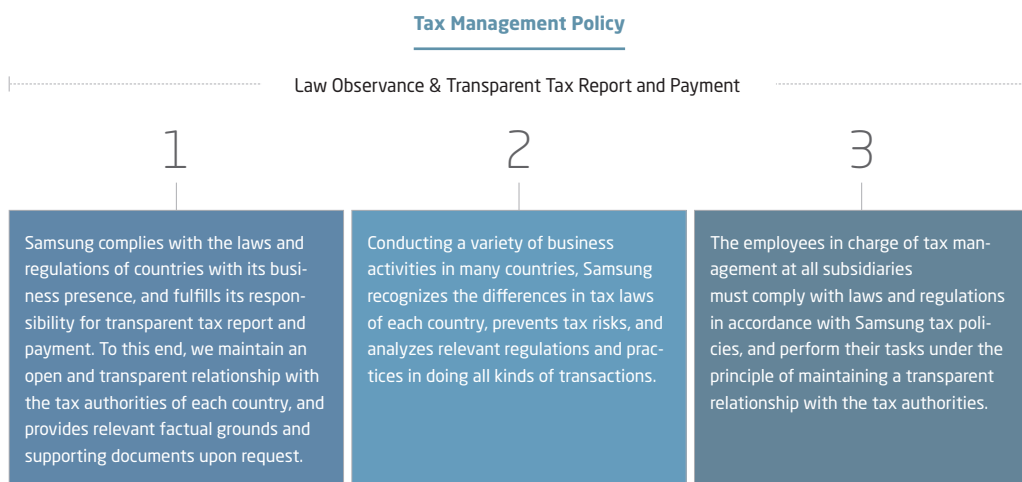 Tax Management Policy
Law Observance & Transparent Tax Report and Payment
1
Samsung complies with the laws and
regulations of countries with its busi-
ness presence, and fulfills its respon-
sibility for transparent tax report and
payment. To this end, we maintain an
open and transparent relationship with
the tax authorities of each country, and
provides relevant factual grounds and
supporting documents upon request.
2
Conducting a variety of business
activities in many countries, Samsung
recognizes the differences in tax laws
of each country, prevents tax risks, and
analyzes relevant regulations and prac-
tices in doing all kinds of transactions.
3
The employees in charge of tax man-
agement at all subsidiaries
must comply with laws and regulations
in accordance with Samsung tax poli-
cies, and perform their tasks under the
principle of maintaining a transparent
relationship with the tax authorities.